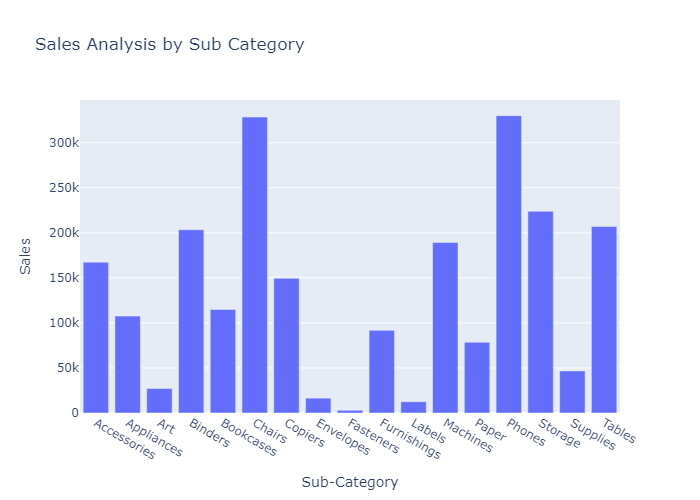 Sales Analysis by Sub Category
Sales
300k
250k
200k
150k
100k
50k
0
Accessories
Appliances
Art
Binders
Bookcases
Chairs
Copiers
Envelopes
Fasteners
Furnishings
Labels
Machines
Paper
Phones
Storage
Supplies
Tables
Sub-Category